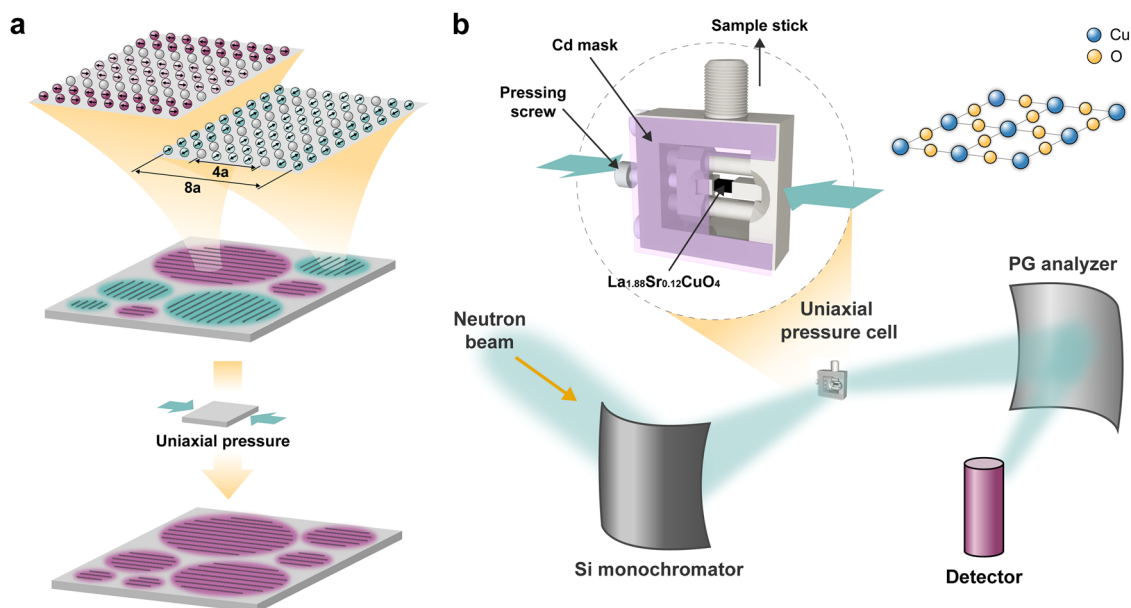 a
4a
8a
Uniaxial pressure
b
Sample stick
Cd mask
Pressing
screw
Cu
O
La1.88Sr0.12CuO4
PG analyzer
Uniaxial
pressure cell
Neutron
beam
Si monochromator
Detector